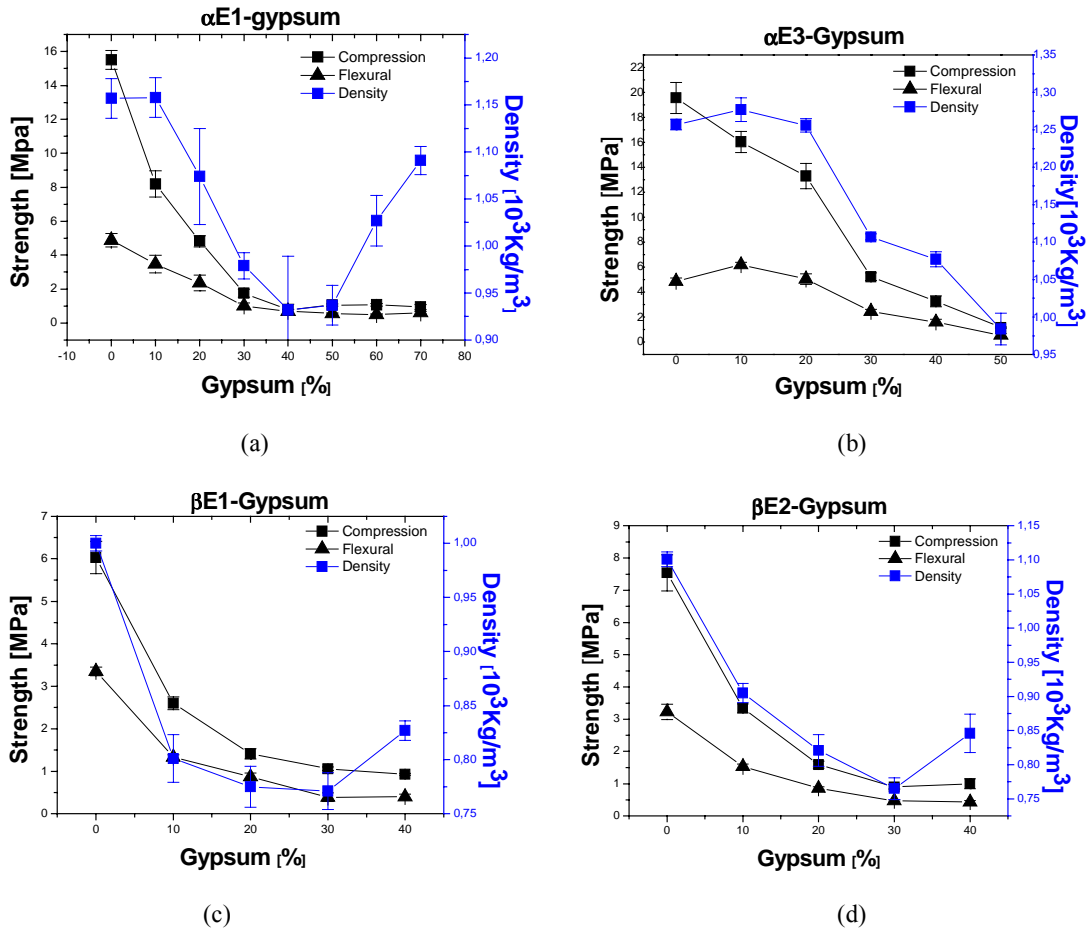 αE1-gypsum
16
14
12
10
8
6
4
2
0
Strength [Mpa]
Compression
Flexural
Density
1,20
1,15
1,10
1,05
1,00
0,95
0,90
Density [10³Kg/m³]
-10 0 10 20 30 40 50 60 70 80
Gypsum [%]
(a)
αE3-Gypsum
22
20
18
16
14
12
10
8
6
4
2
0
Strength [MPa]
Compression
Flexural
Density
1,35
1,30
1,25
1,20
1,15
1,10
1,05
1,00
0,95
Density[10³Kg/m³]
0 10 20 30 40 50
Gypsum [%]
(b)
βE1-Gypsum
7
6
5
4
3
2
1
0
Strength [MPa]
Compression
Flexural
Density
1,00
0,95
0,90
0,85
0,80
0,75
Density [10³Kg/m³]
0 10 20 30 40
Gypsum [%]
(c)
βE2-Gypsum
9
8
7
6
5
4
3
2
1
0
Strength [MPa]
Compression
Flexural
Density
1,15
1,10
1,05
1,00
0,95
0,90
0,85
0,80
0,75
Density [10³Kg/m³]
0 10 20 30 40
Gypsum [%]
(d)